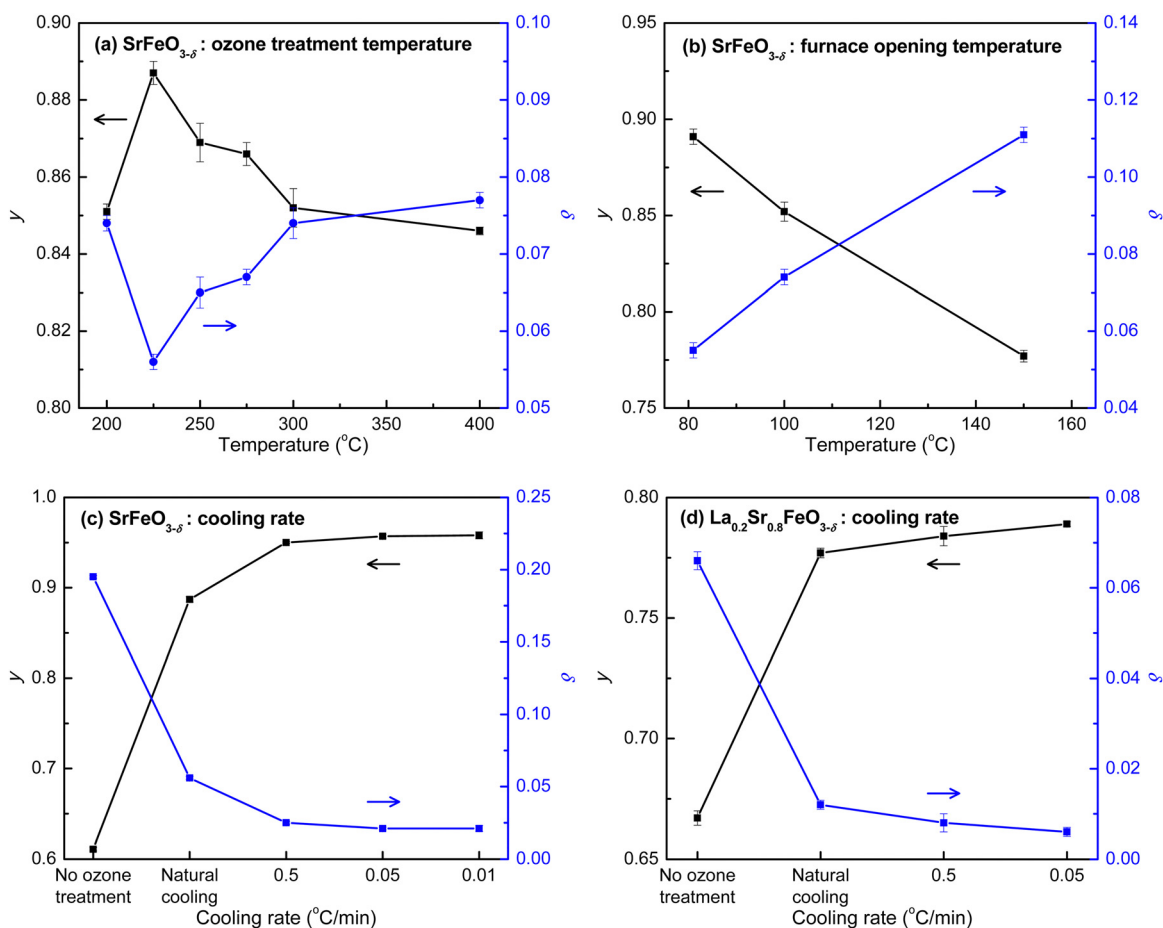 (a) SrFeO3-δ : ozone treatment temperature
0.90
0.88
0.86
0.84
0.82
0.80
y
0.10
0.09
0.08
0.07
0.06
0.05
δ
200 250 300 350 400
Temperature (oC)
(b) SrFeO3-δ : furnace opening temperature
0.95
0.90
0.85
0.80
0.75
y
0.14
0.12
0.10
0.08
0.06
0.04
δ
80 100 120 140 160
Temperature (oC)
(c) SrFeO3-δ : cooling rate
1.0
0.9
0.8
0.7
0.6
y
0.25
0.20
0.15
0.10
0.05
0.00
δ
No ozone Natural 0.5 0.05 0.01
treatment cooling
Cooling rate (oC/min)
(d) La0.2Sr0.8FeO3-δ : cooling rate
0.80
0.75
0.70
0.65
y
0.08
0.06
0.04
0.02
0.00
δ
No ozone Natural 0.5 0.05
treatment cooling
Cooling rate (oC/min)